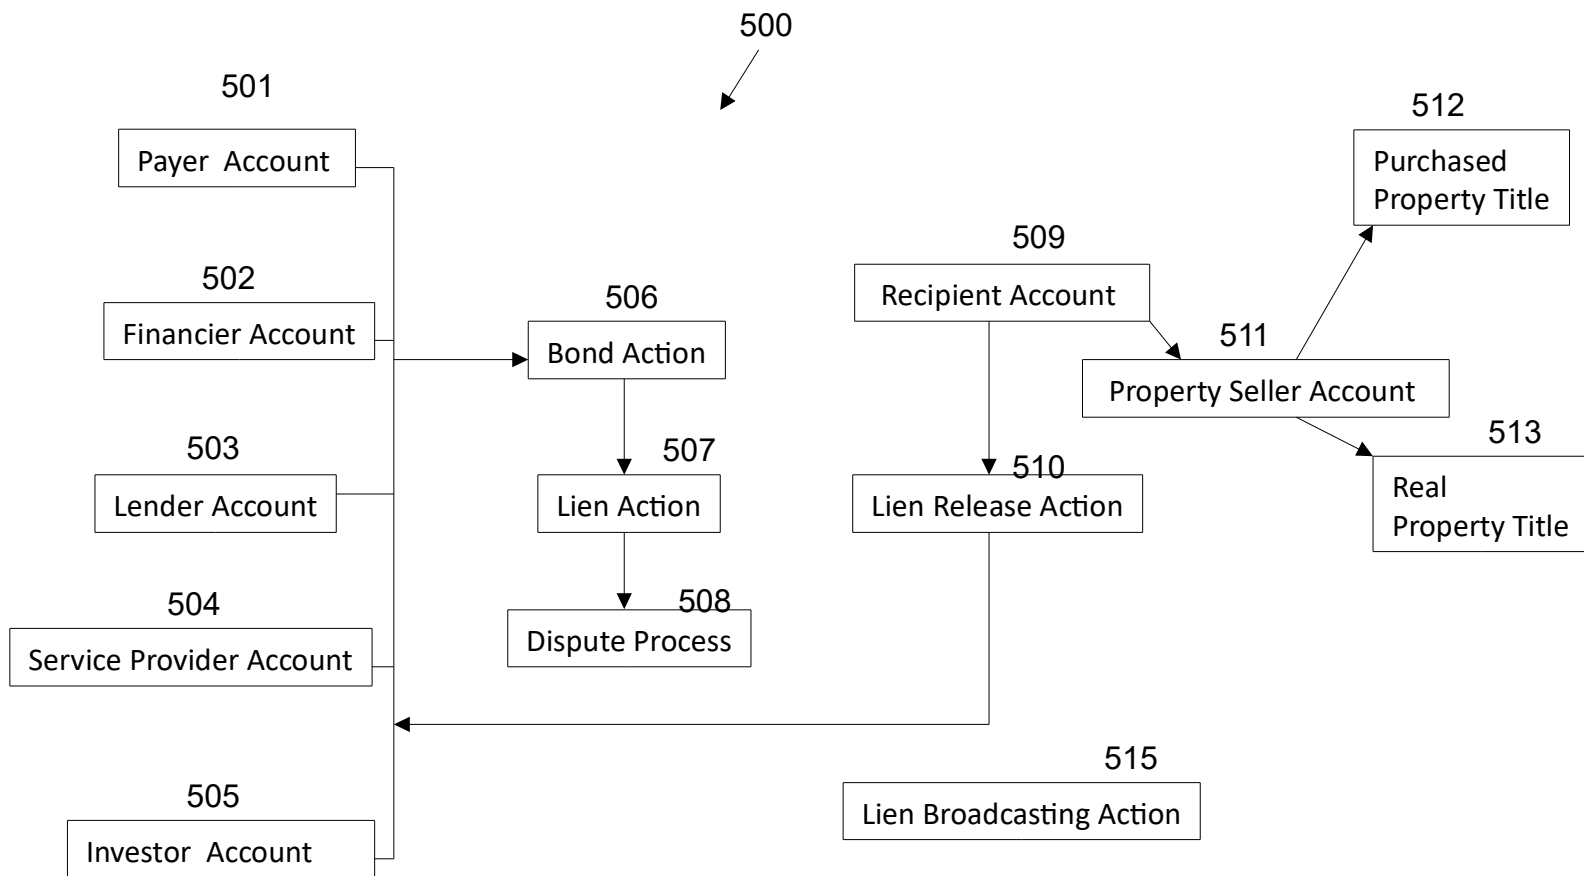 500
501
Payer  Account
502
Financier Account
503
Lender Account
504
Service Provider Account
505
Investor  Account
506
Bond Action
507
Lien Action
508
Dispute Process
509
Recipient Account
510
Lien Release Action
511
Property Seller Account
512
Purchased
Property Title
513
Real
Property Title
515
Lien Broadcasting Action